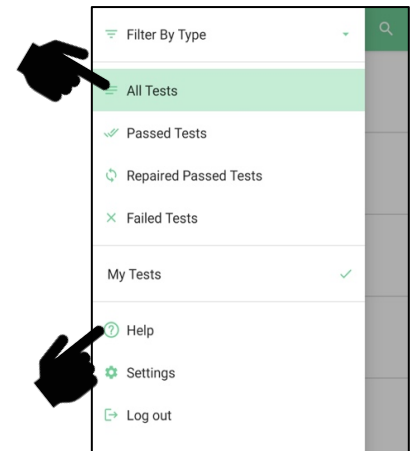 Filter By Type
All Tests
Passed Tests
Repaired Passed Tests
Failed Tests
My Tests
Help
Settings
Log out